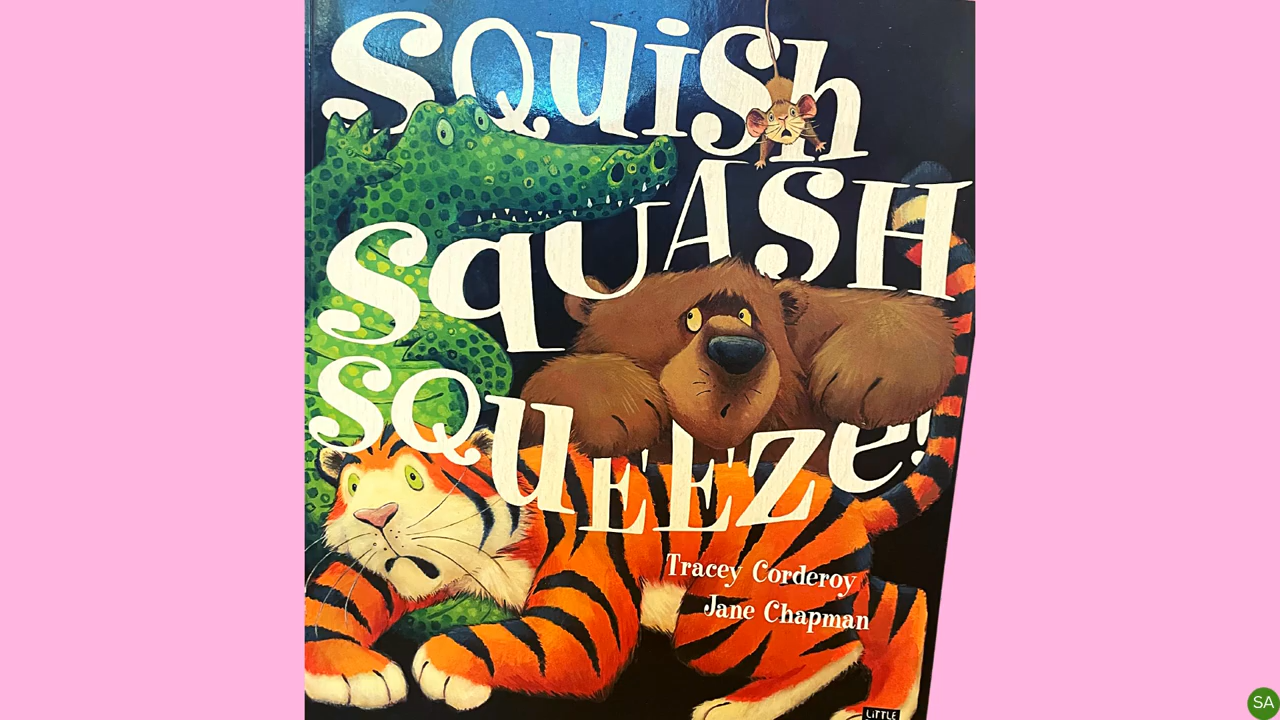 SQuish
SqUASH
SQUEEZe!
Tracey Corderoy
Jane Chapman
LiTTLE
SA